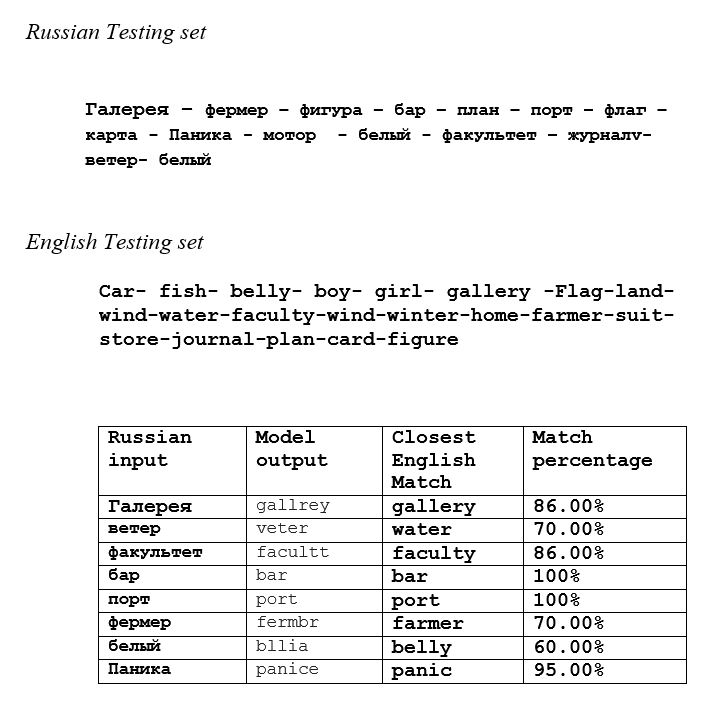 Russian Testing set
Галерея – фермер – фигура – бар – план – порт – флаг –
карта - Паника - мотор - белый - факультет – журналv-
ветер- белый
English Testing set
Car- fish- belly- boy- girl- gallery -Flag-land-
wind-water-faculty-wind-winter-home-farmer-suit-
store-journal-plan-card-figure
Russian input Model output Closest English Match Match percentage
Галерея gallrey gallery 86.00%
ветер veter water 70.00%
факультет facultt faculty 86.00%
бар bar bar 100%
порт port port 100%
фермер fermbr farmer 70.00%
белый bllia belly 60.00%
Паника panice panic 95.00%